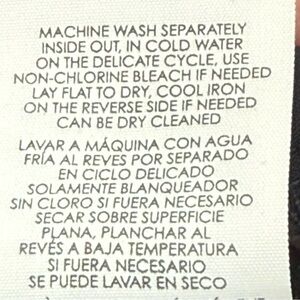 MACHINE WASH SEPARATELY
INSIDE OUT, IN COLD WATER
ON THE DELICATE CYCLE, USE
NON-CHLORINE BLEACH IF NEEDED
LAY FLAT TO DRY, COOL IRON
ON THE REVERSE SIDE IF NEEDED
CAN BE DRY CLEANED
LAVAR A MÁQUINA CON AGUA
FRÍA AL REVES POR SEPARADO
EN CICLO DELICADO
SOLAMENTE BLANQUEADOR
SIN CLORO SI FUERA NECESARIO
SECAR SOBRE SUPERFICIE
PLANA, PLANCHAR AL
REVÉS A BAJA TEMPERATURA
SI FUERA NECESARIO
SE PUEDE LAVAR EN SECO